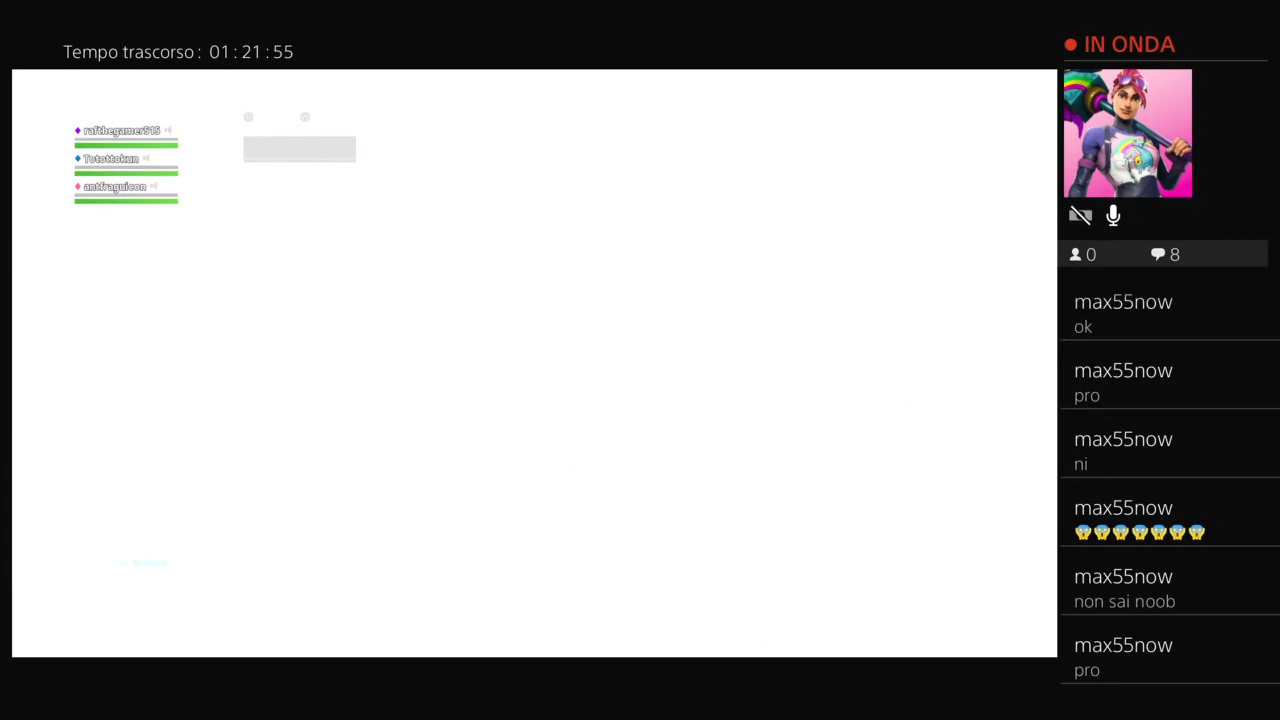 Tempo trascorso: 01:21:55
IN ONDA
rafthegamer515
Totottokun
antfraguicon
0
8
max55now
ok
max55now
pro
max55now
ni
max55now
😱😱😱😱😱😱😱
max55now
non sai noob
max55now
pro